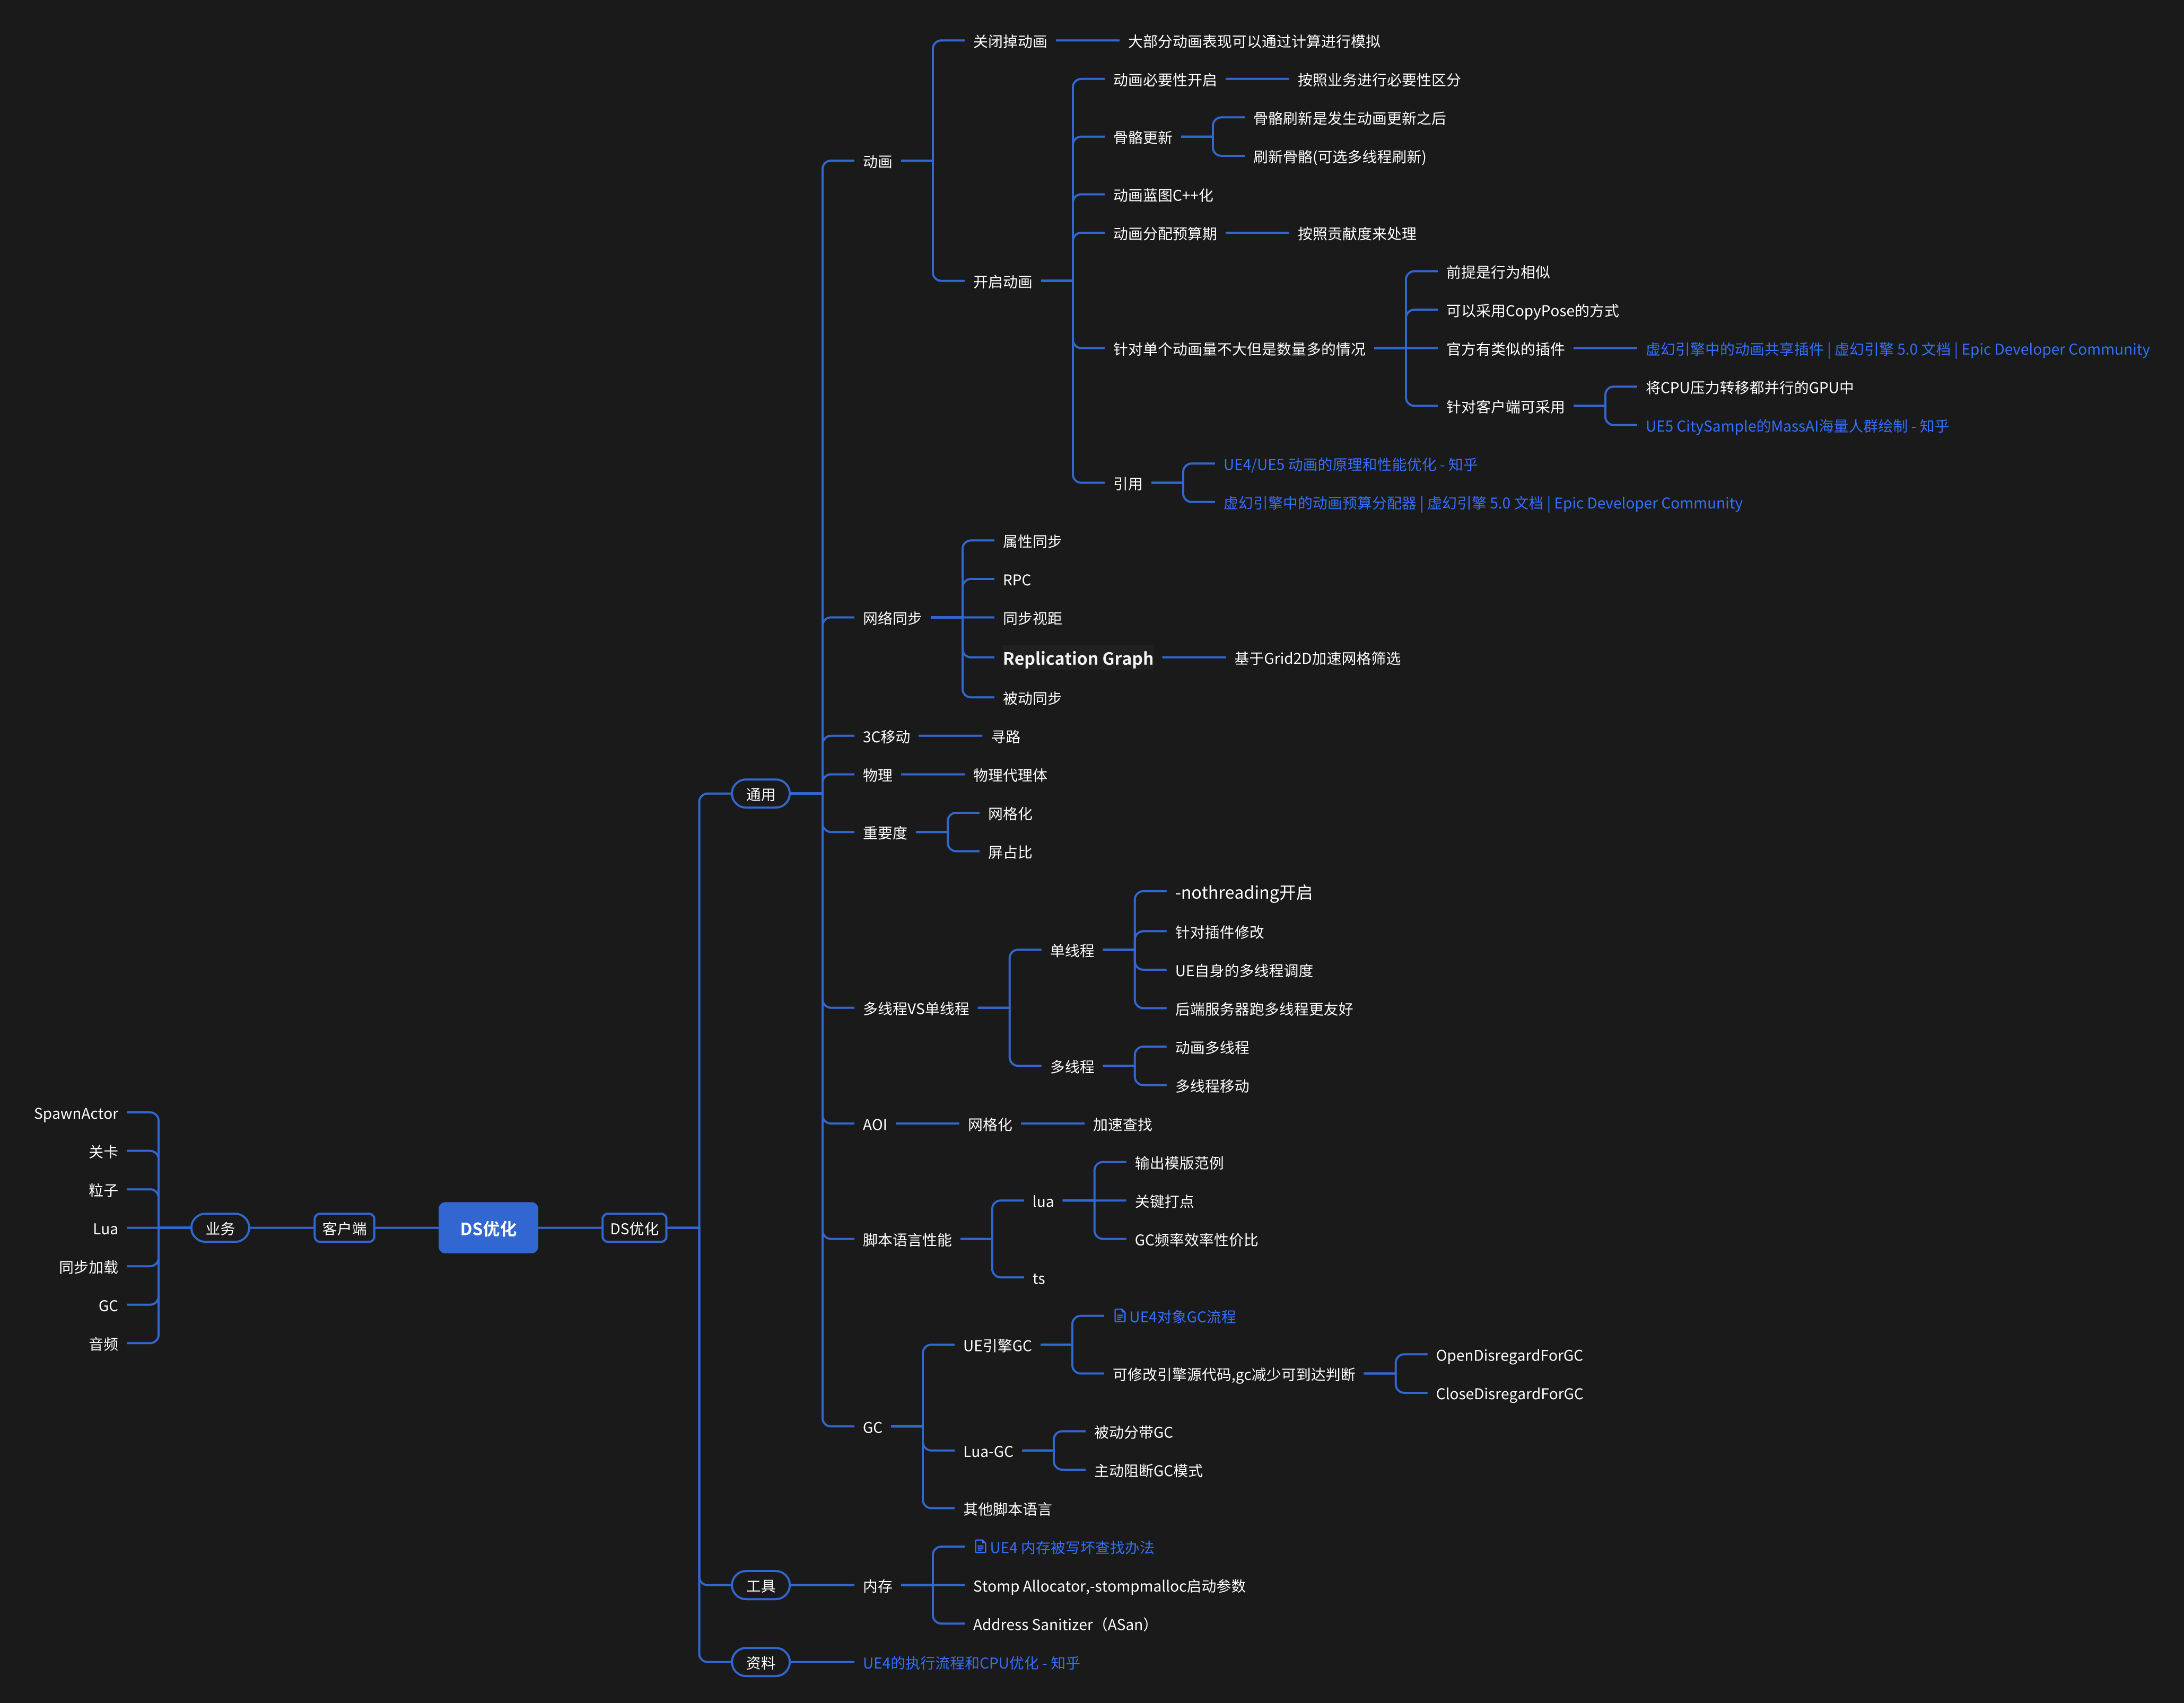 关闭掉动画
大部分动画表现可以通过计算进行模拟
动画必要性开启
按照业务进行必要性区分
骨骼刷新是发生动画更新之后
骨骼更新
刷新骨骼(可选多线程刷新)
动画
动画蓝图C++化
动画分配预算期
按照贡献度来处理
前提是行为相似
开启动画
可以采用CopyPose的方式
针对单个动画量不大但是数量多的情况
官方有类似的插件
虚幻引擎中的动画共享插件 | 虚幻引擎 5.0 文档 | Epic Developer Community
将CPU压力转移都并行的GPU中
针对客户端可采用
UE5 CitySample的MassAI海量人群绘制 - 知乎
UE4/UE5 动画的原理和性能优化 - 知乎
引用
虚幻引擎中的动画预算分配器 | 虚幻引擎 5.0 文档 | Epic Developer Community
属性同步
RPC
网络同步
同步视距
Replication Graph
基于Grid2D加速网格筛选
被动同步
3C移动
寻路
物理
物理代理体
通用
网格化
重要度
屏占比
-nothreading开启
针对插件修改
单线程
UE自身的多线程调度
多线程VS单线程
后端服务器跑多线程更友好
动画多线程
多线程
多线程移动
AOI
网格化
加速查找
输出模版范例
lua
关键打点
脚本语言性能
GC频率效率性价比
ts
SpawnActor
关卡
粒子
Lua
同步加载
GC
音频
业务
客户端
DS优化
DS优化
UE4对象GC流程
UE引擎GC
可修改引擎源代码,gc减少可到达判断
OpenDisregardForGC
CloseDisregardForGC
GC
被动分带GC
Lua-GC
主动阻断GC模式
其他脚本语言
UE4 内存被写坏查找办法
工具
内存
Stomp Allocator,-stompmalloc启动参数
Address Sanitizer（ASan）
资料
UE4的执行流程和CPU优化 - 知乎